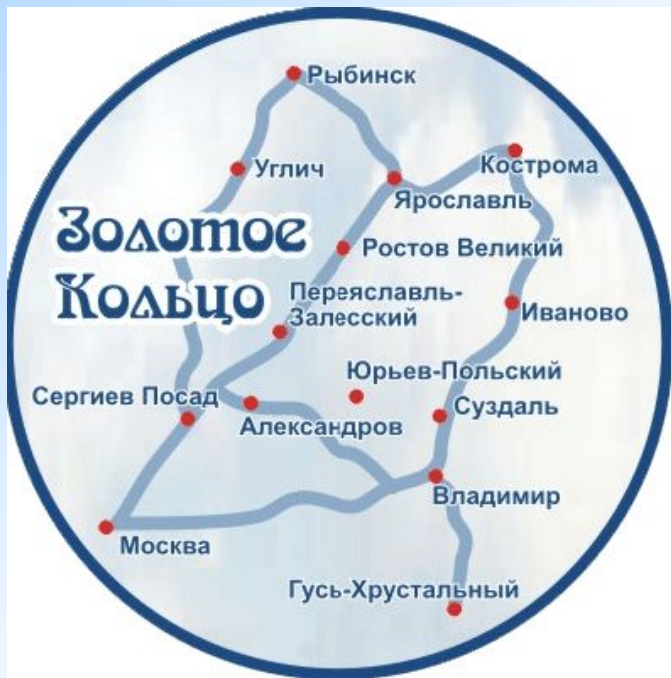 Рыбинск
Кострома
Углич
Ярославль
Золотое
Кольцо
Ростов Великий
Переяславль-
Залесский
Иваново
Юрьев-Польский
Сергиев Посад
Александров
Суздаль
Владимир
Москва
Гусь-Хрустальный